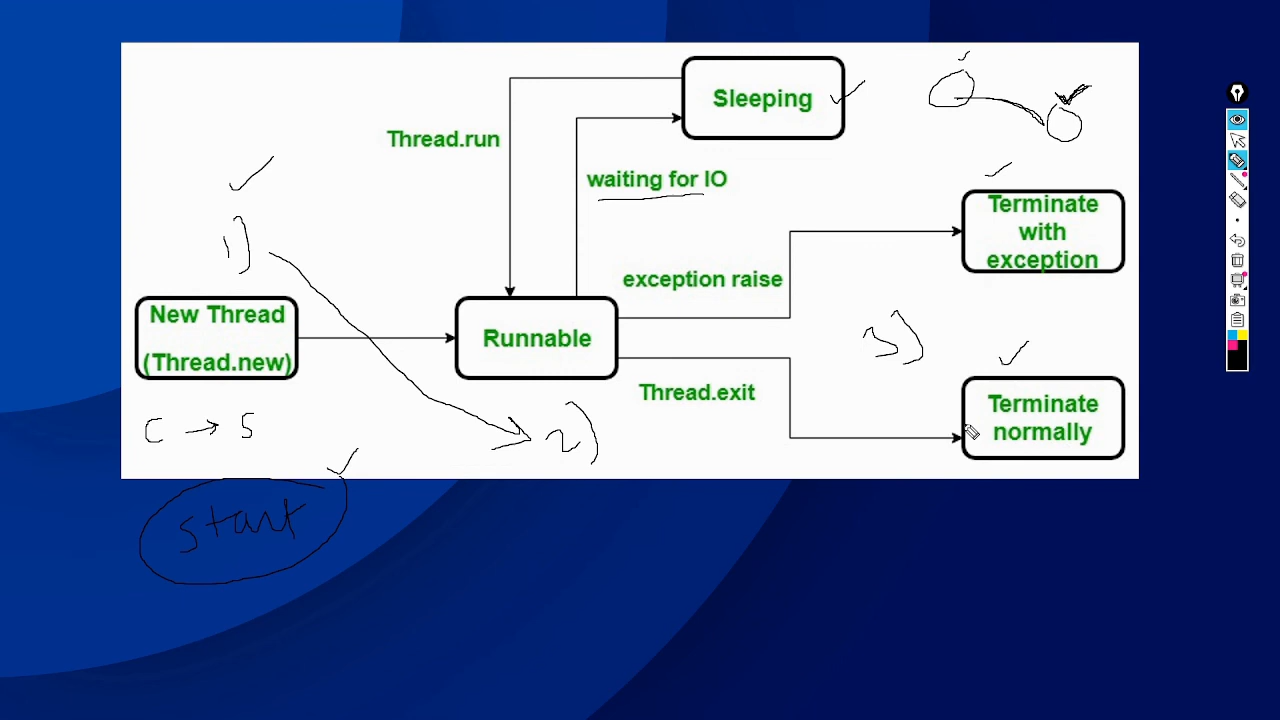 Sleeping
Thread.run
waiting for IO
Terminate
with
exception
exception raise
1)
New Thread
(Thread.new)
Runnable
3)
Thread.exit
Terminate
normally
C → S
2)
start